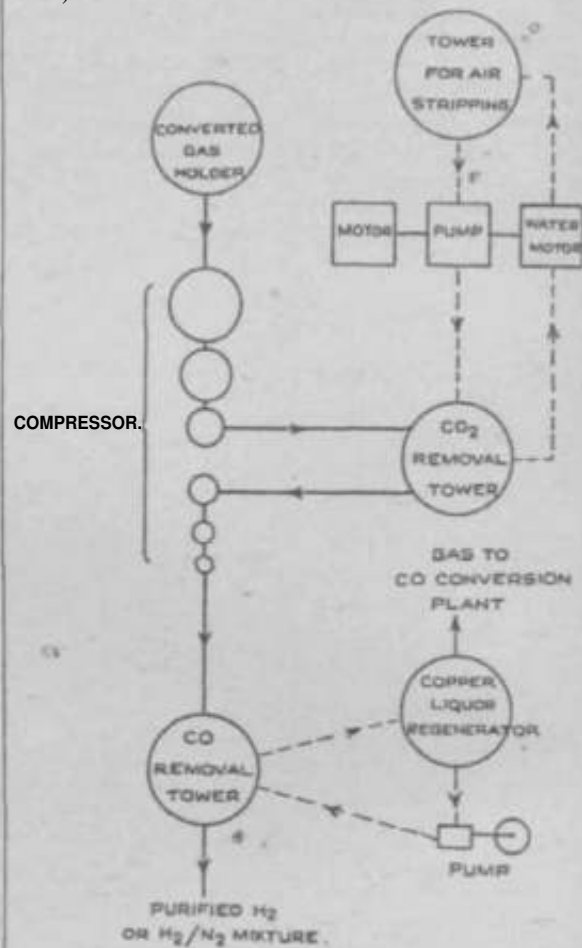 TOWER
FOR AIR
STRIPPING
CONVERTED
GAS
HOLDER
MOTOR
PUMP
WATER
MOTOR
COMPRESSOR.
CO2
REMOVAL
TOWER
GAS TO
CO CONVERSION
PLANT
COPPER
LIQUOR
REGENERATOR
CO
REMOVAL
TOWER
PUMP
PURIFIED H2
OR H2/N2 MIXTURE.